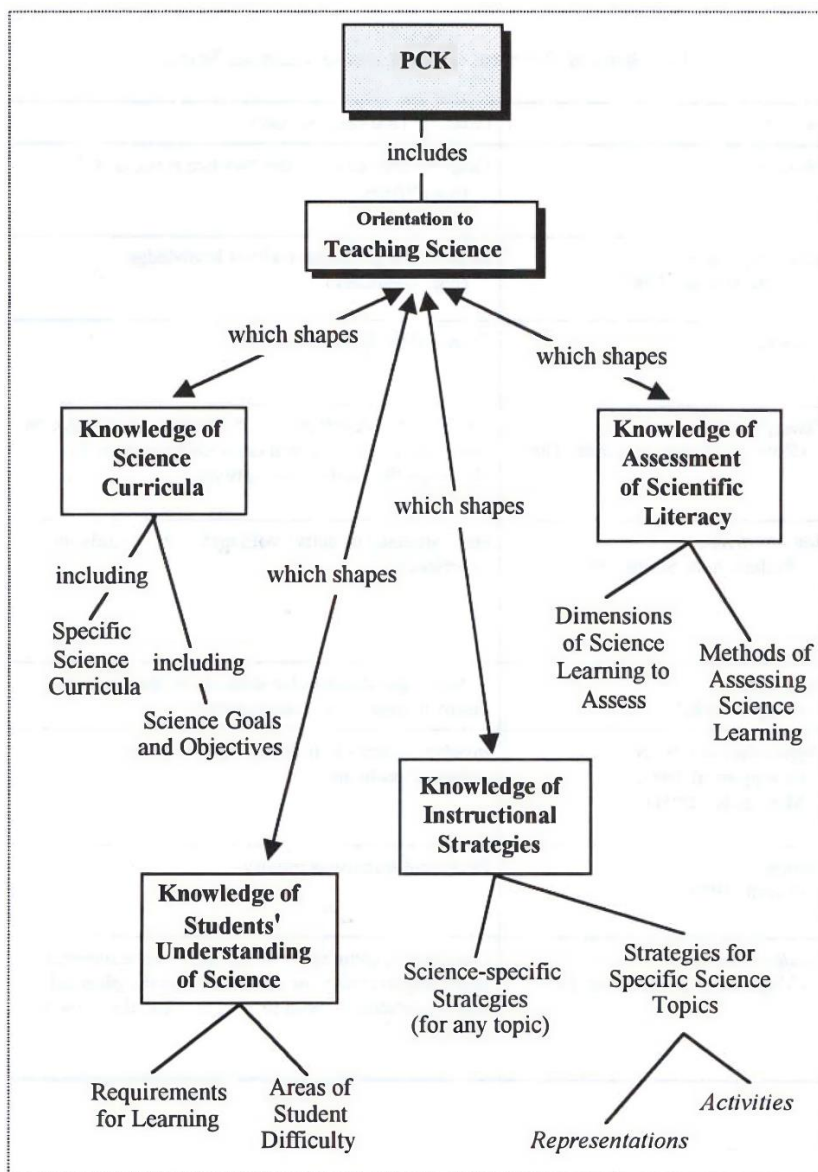 PCK
includes
Orientation to
Teaching Science
which shapes
which shapes
Knowledge of
Science
Curricula
Knowledge of
Assessment
of Scientific
Literacy
which shapes
which shapes
including
Specific
Science
Curricula
including
Science Goals
and Objectives
Dimensions
of Science
Learning to
Assess
Methods of
Assessing
Science
Learning
Knowledge of
Instructional
Strategies
Knowledge of
Students'
Understanding
of Science
Science-specific
Strategies
(for any topic)
Strategies for
Specific Science
Topics
Requirements
for Learning
Areas of
Student
Difficulty
Activities
Representations